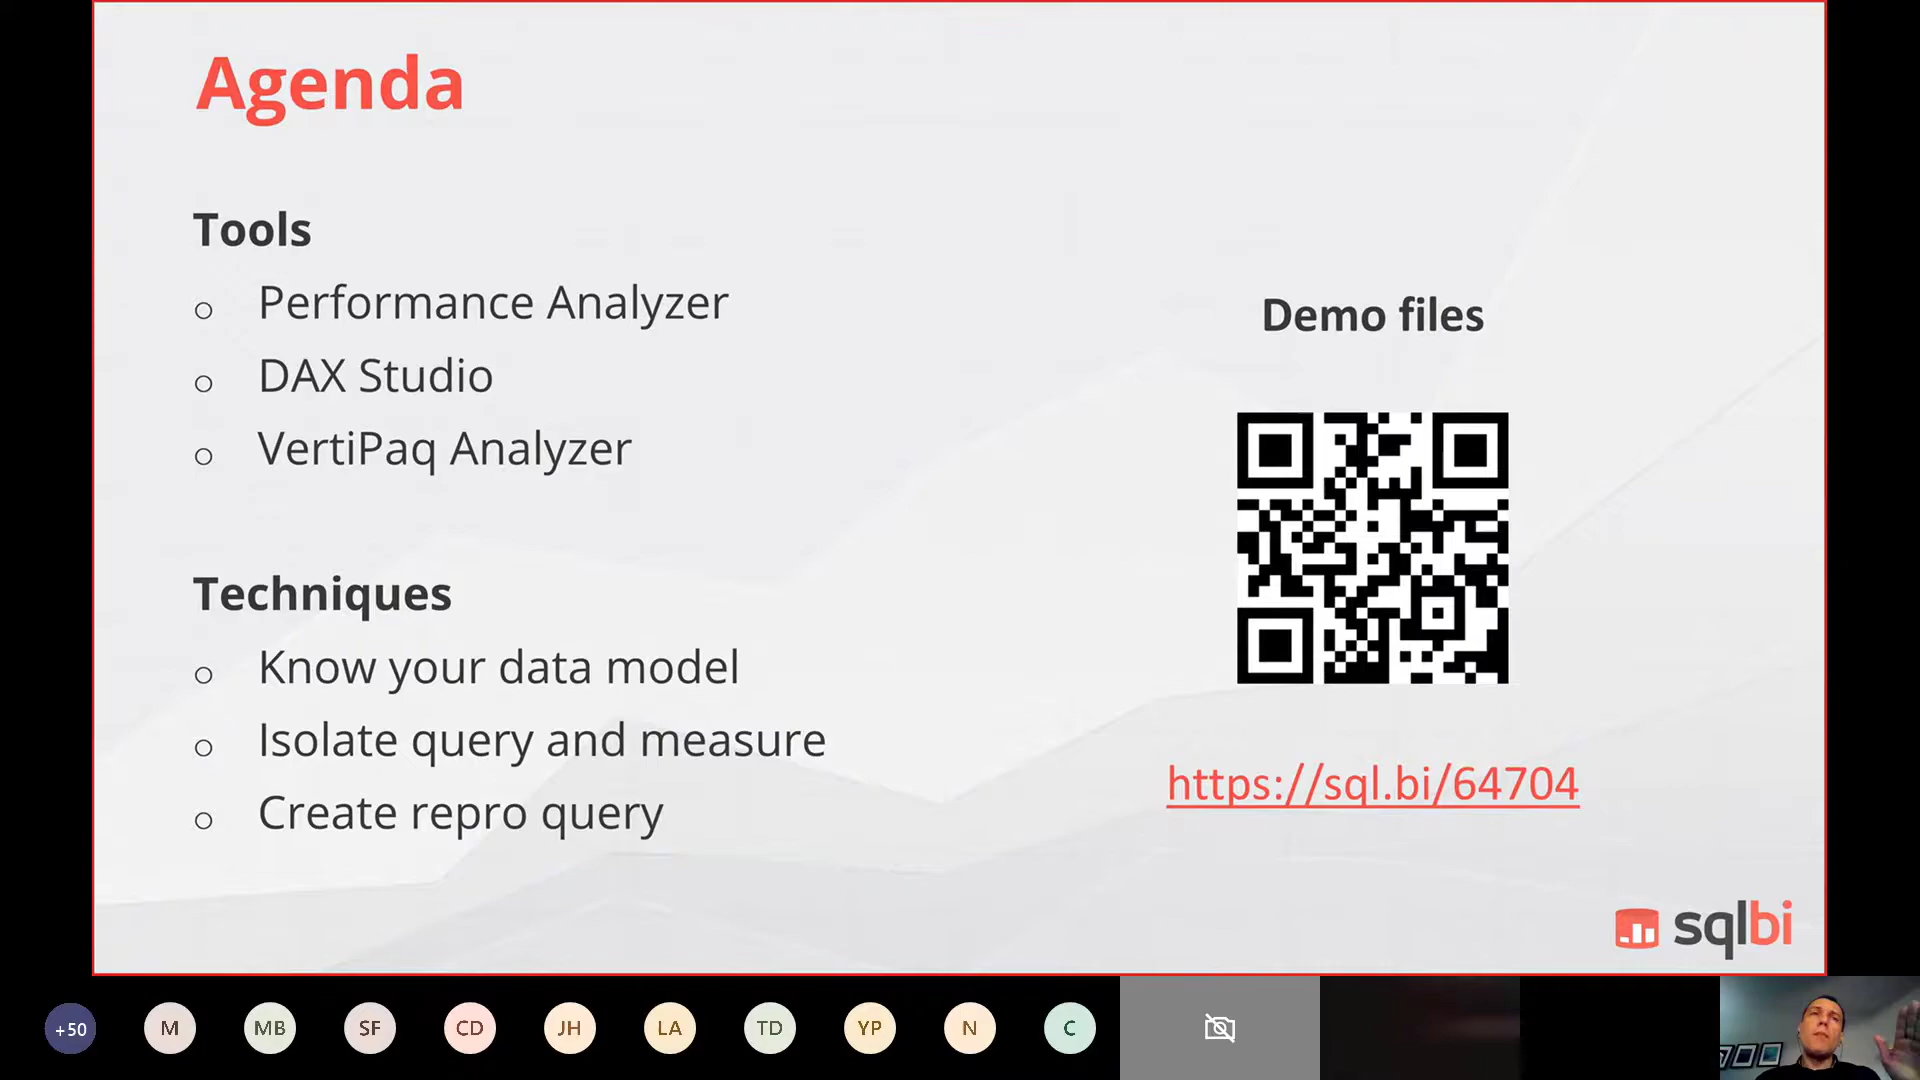 Agenda
Tools
Performance Analyzer
DAX Studio
VertiPaq Analyzer
Techniques
Know your data model
Isolate query and measure
Create repro query
Demo files
https://sql.bi/64704
sqlbi
+50
M
MB
SF
CD
JH
LA
TD
YP
N
C